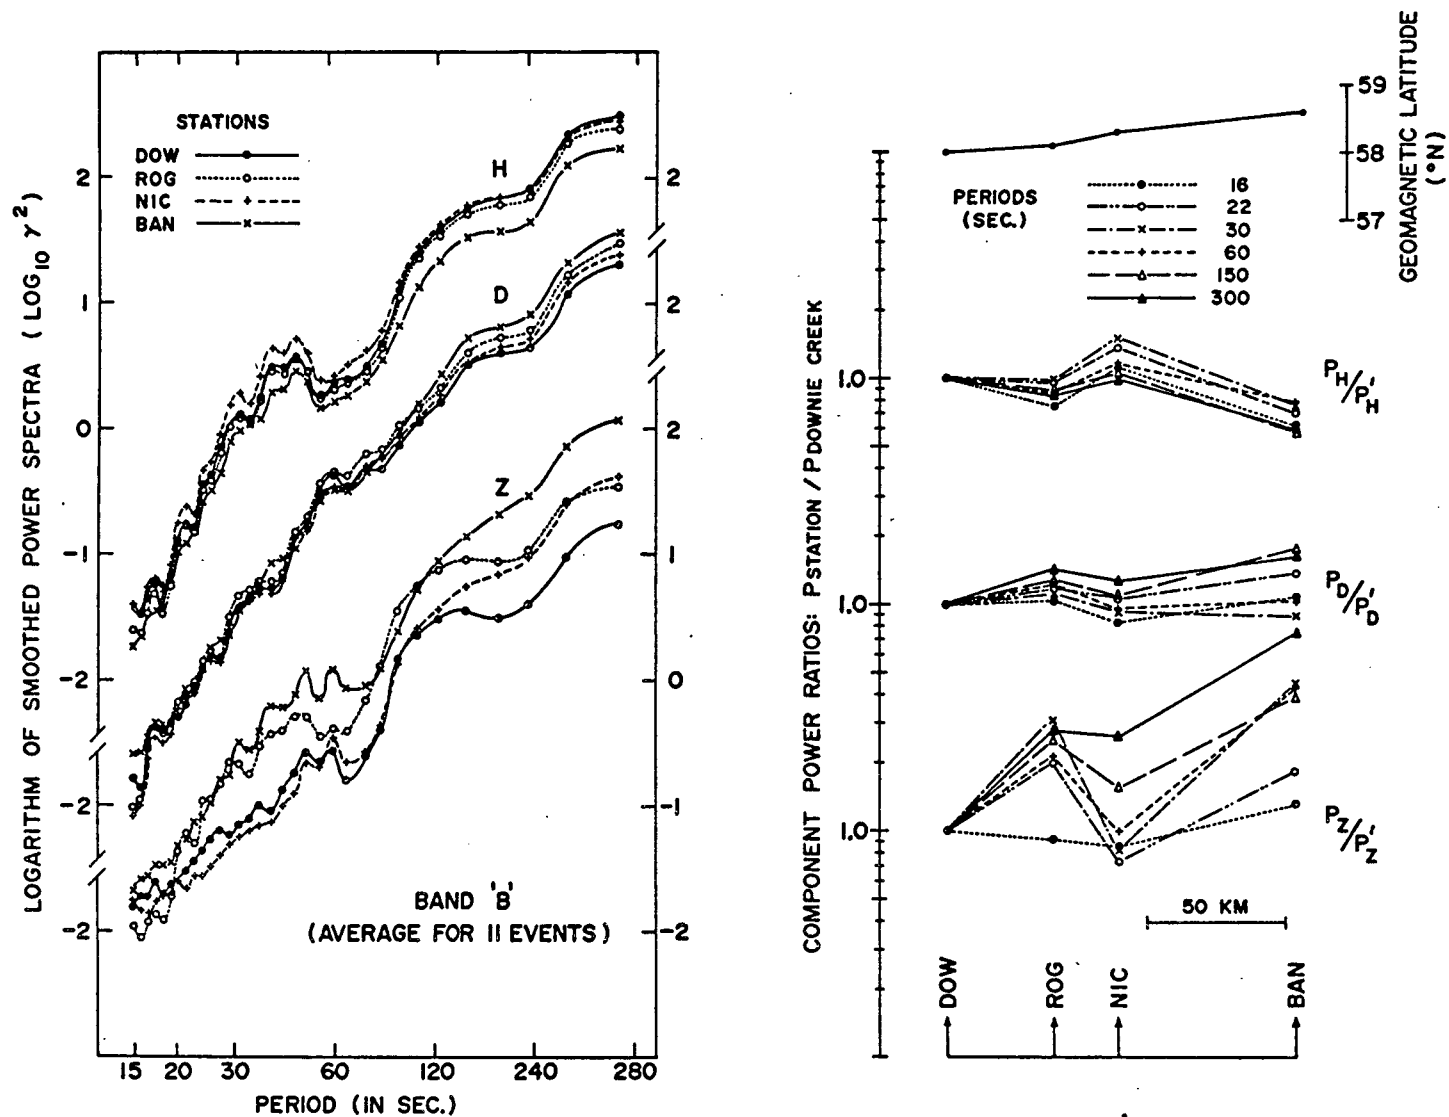 STATIONS
DOW
ROG
NIC
BAN
LOGARITHM OF SMOOTHED POWER SPECTRA (LOG10 γ²)
2
1
0
-1
-2
-2
-2
H
D
Z
2
2
2
1
0
-1
-2
BAND 'B'
(AVERAGE FOR 11 EVENTS)
15 20 30 60 120 240 280
PERIOD (IN SEC.)
59
58
57
GEOMAGNETIC LATITUDE
(°N)
PERIODS
(SEC.)
16
22
30
60
150
300
COMPONENT POWER RATIOS: PSTATION / PDOWNIE CREEK
1.0
1.0
1.0
PH/P'H
PD/P'D
PZ/P'Z
50 KM
DOW
ROG
NIC
BAN